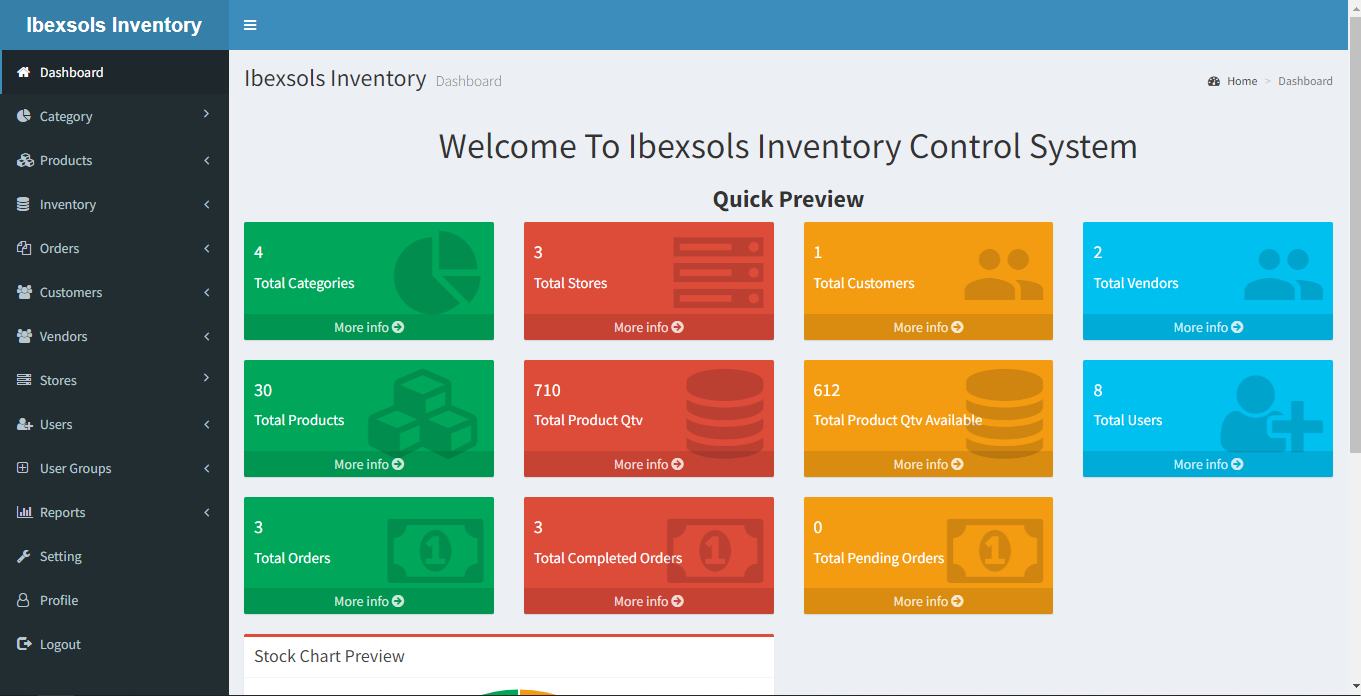 Ibexsols Inventory
Dashboard
Category
Products
Inventory
Orders
Customers
Vendors
Stores
Users
User Groups
Reports
Setting
Profile
Logout
Ibexsols Inventory Dashboard
Home > Dashboard
Welcome To Ibexsols Inventory Control System
Quick Preview
4
Total Categories
More info
3
Total Stores
More info
1
Total Customers
More info
2
Total Vendors
More info
30
Total Products
More info
710
Total Product Qtv
More info
612
Total Product Qtv Available
More info
8
Total Users
More info
3
Total Orders
More info
3
Total Completed Orders
More info
0
Total Pending Orders
More info
Stock Chart Preview